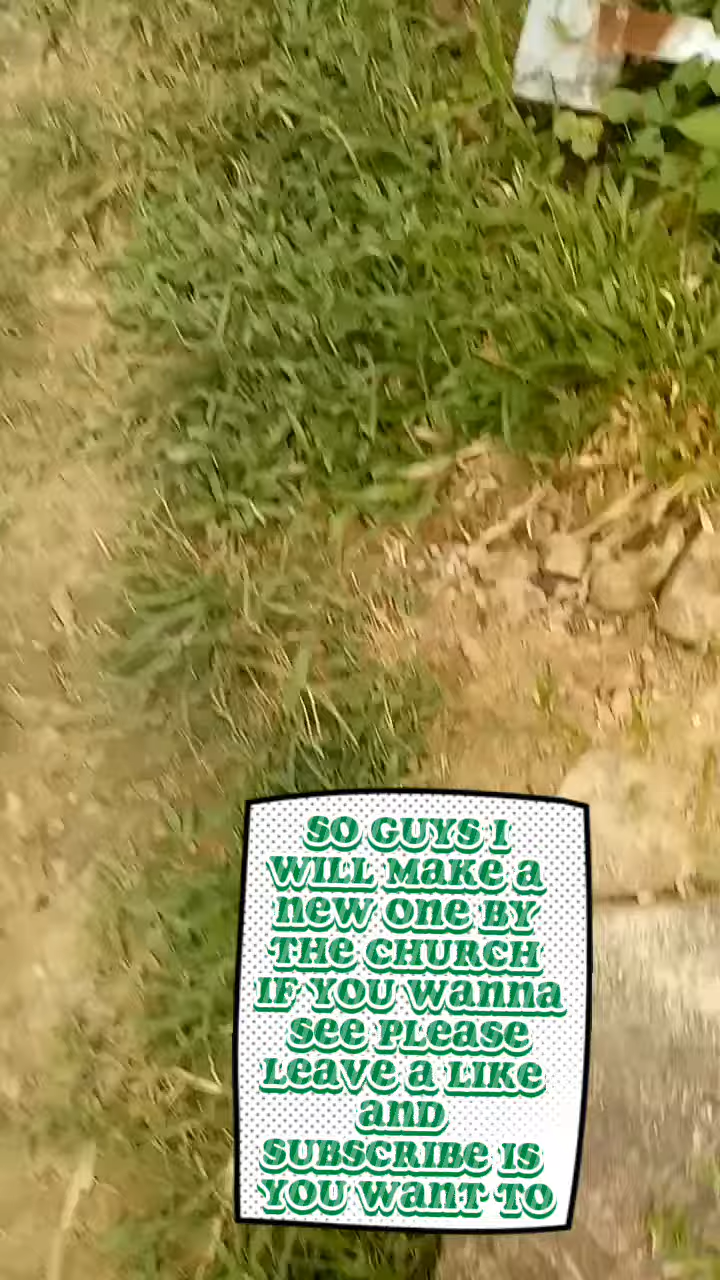 SO GUYS I
WILL MAKE A
NEW ONE BY
THE CHURCH
IF YOU WANNA
SEE PLEASE
LEAVE A LIKE
AND
SUBSCRIBE IS
YOU WANT TO